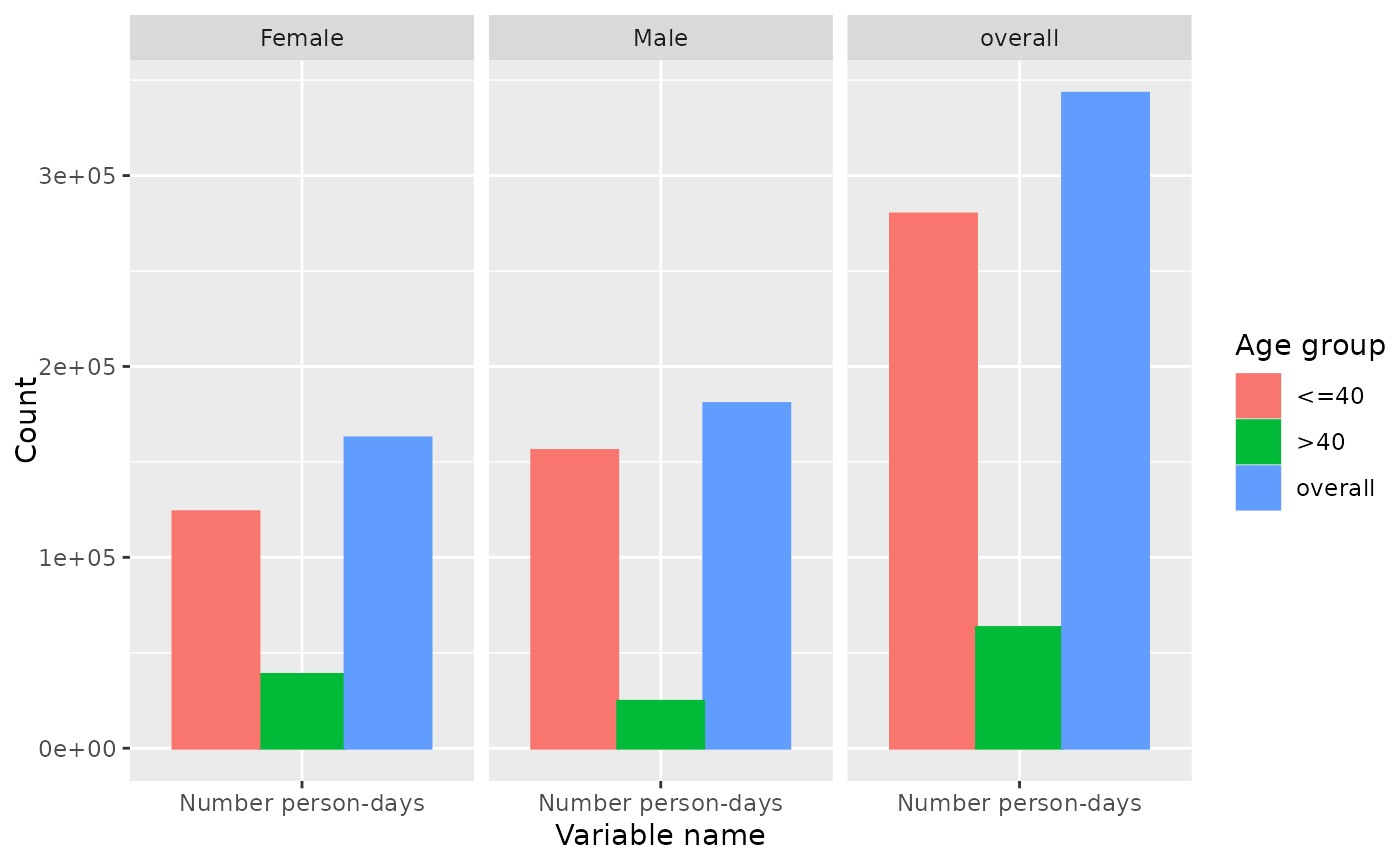 Female Male overall
3e+05
2e+05
1e+05
0e+00
Count
Number person-days Number person-days Number person-days
Variable name
Age group
<=40
>40
overall